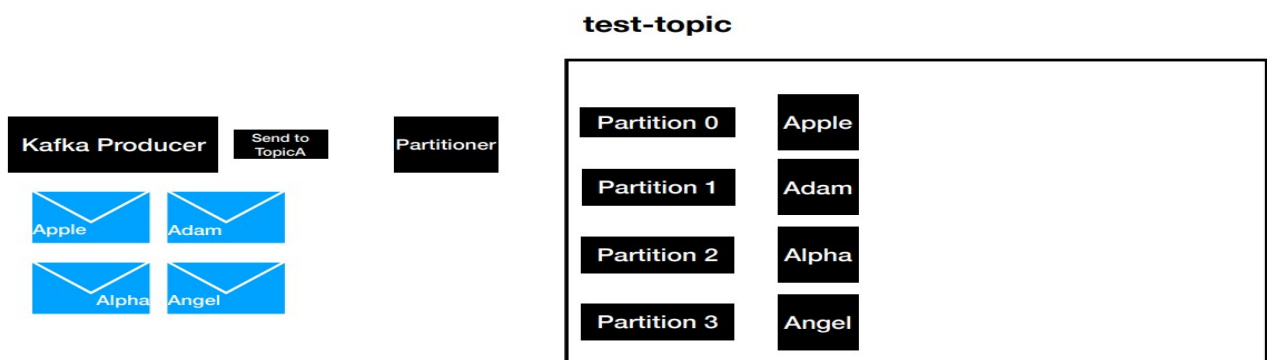 test-topic
Kafka Producer
Send to
TopicA
Partitioner
Apple
Adam
Alpha
Angel
Partition 0
Apple
Partition 1
Adam
Partition 2
Alpha
Partition 3
Angel